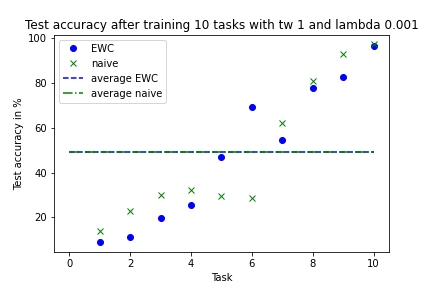 Test accuracy after training 10 tasks with tw 1 and lambda 0.001
100
80
60
40
20
Test accuracy in %
EWC
naive
average EWC
average naive
0 2 4 6 8 10
Task